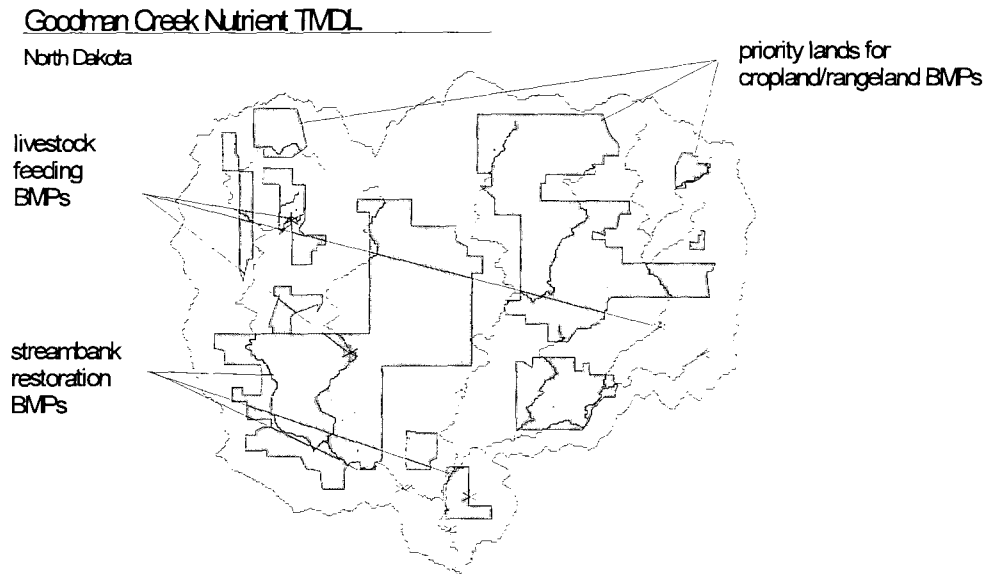 Goodman Creek Nutrient TMDL
North Dakota
priority lands for
cropland/rangeland BMPs
livestock
feeding
BMPs
streambank
restoration
BMPs